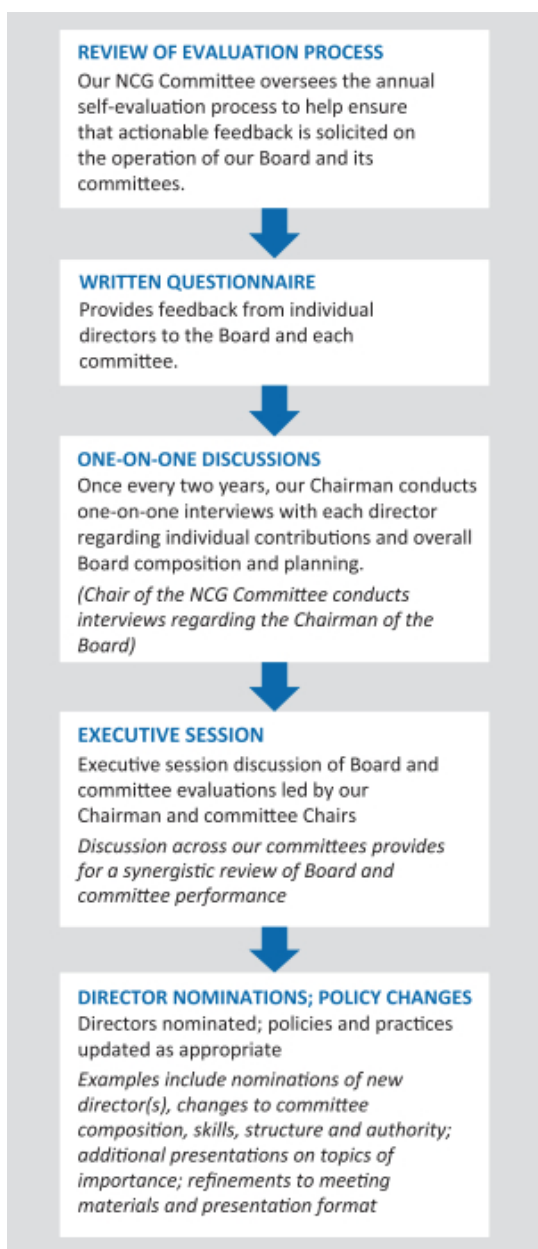 REVIEW OF EVALUATION PROCESS
Our NCG Committee oversees the annual
self-evaluation process to help ensure
that actionable feedback is solicited on
the operation of our Board and its
committees.
WRITTEN QUESTIONNAIRE
Provides feedback from individual
directors to the Board and each
committee.
ONE-ON-ONE DISCUSSIONS
Once every two years, our Chairman conducts
one-on-one interviews with each director
regarding individual contributions and overall
Board composition and planning.
(Chair of the NCG Committee conducts
interviews regarding the Chairman of the
Board)
EXECUTIVE SESSION
Executive session discussion of Board and
committee evaluations led by our
Chairman and committee Chairs
Discussion across our committees provides
for a synergistic review of Board and
committee performance
DIRECTOR NOMINATIONS; POLICY CHANGES
Directors nominated; policies and practices
updated as appropriate
Examples include nominations of new
director(s), changes to committee
composition, skills, structure and authority;
additional presentations on topics of
importance; refinements to meeting
materials and presentation format